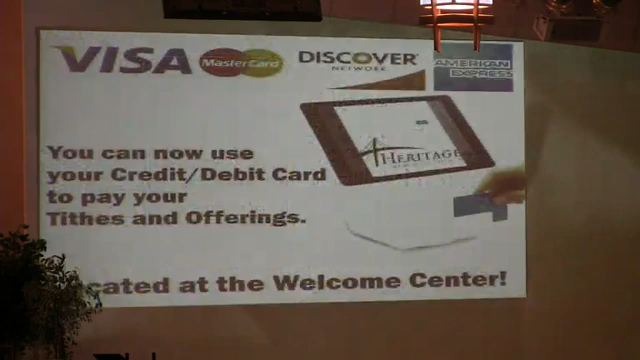 VISA MasterCard DISCOVER AMERICAN
NETWORK EXPRESS
HERITAGE
You can now use
your Credit/Debit Card
to pay your
Tithes and Offerings.
cated at the Welcome Center!